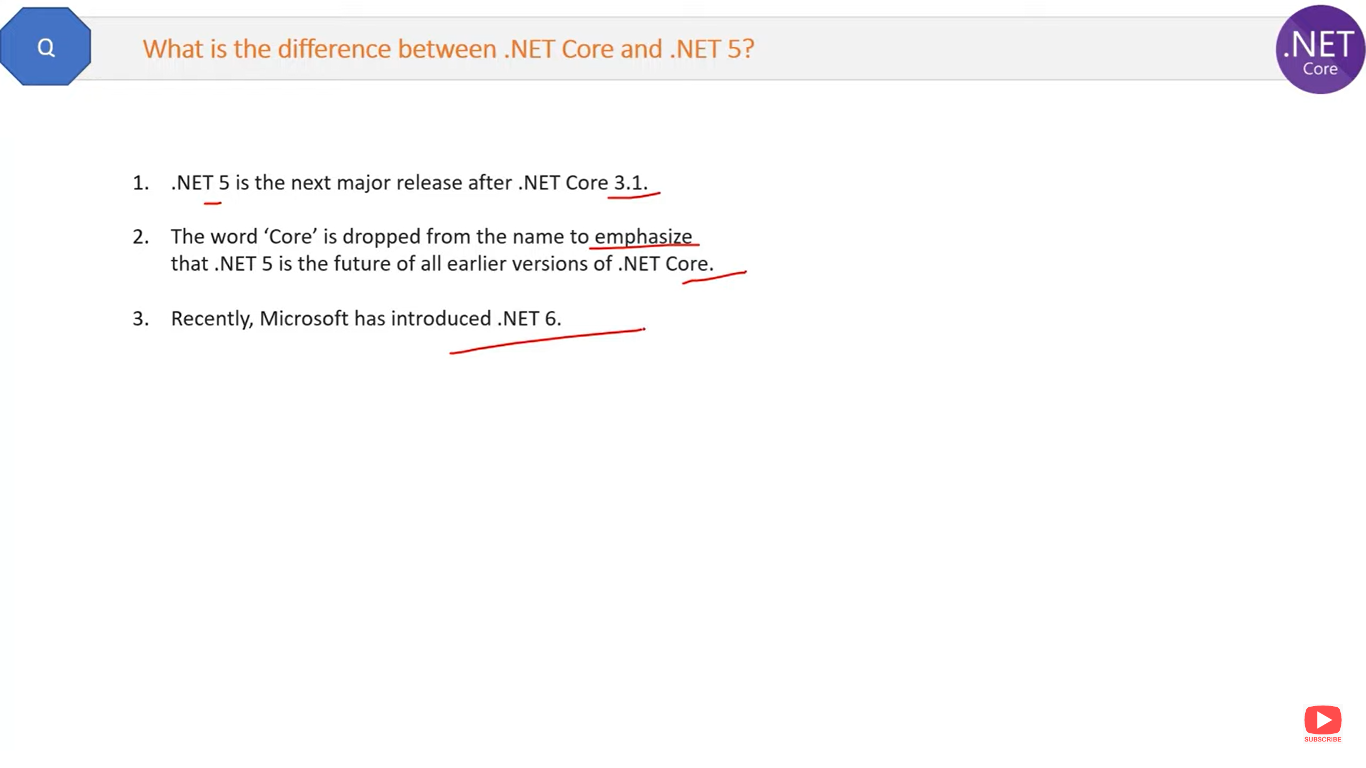 Q
What is the difference between .NET Core and .NET 5?
.NET
Core
1. .NET 5 is the next major release after .NET Core 3.1.
2. The word ‘Core’ is dropped from the name to emphasize
that .NET 5 is the future of all earlier versions of .NET Core.
3. Recently, Microsoft has introduced .NET 6.
SUBSCRIBE